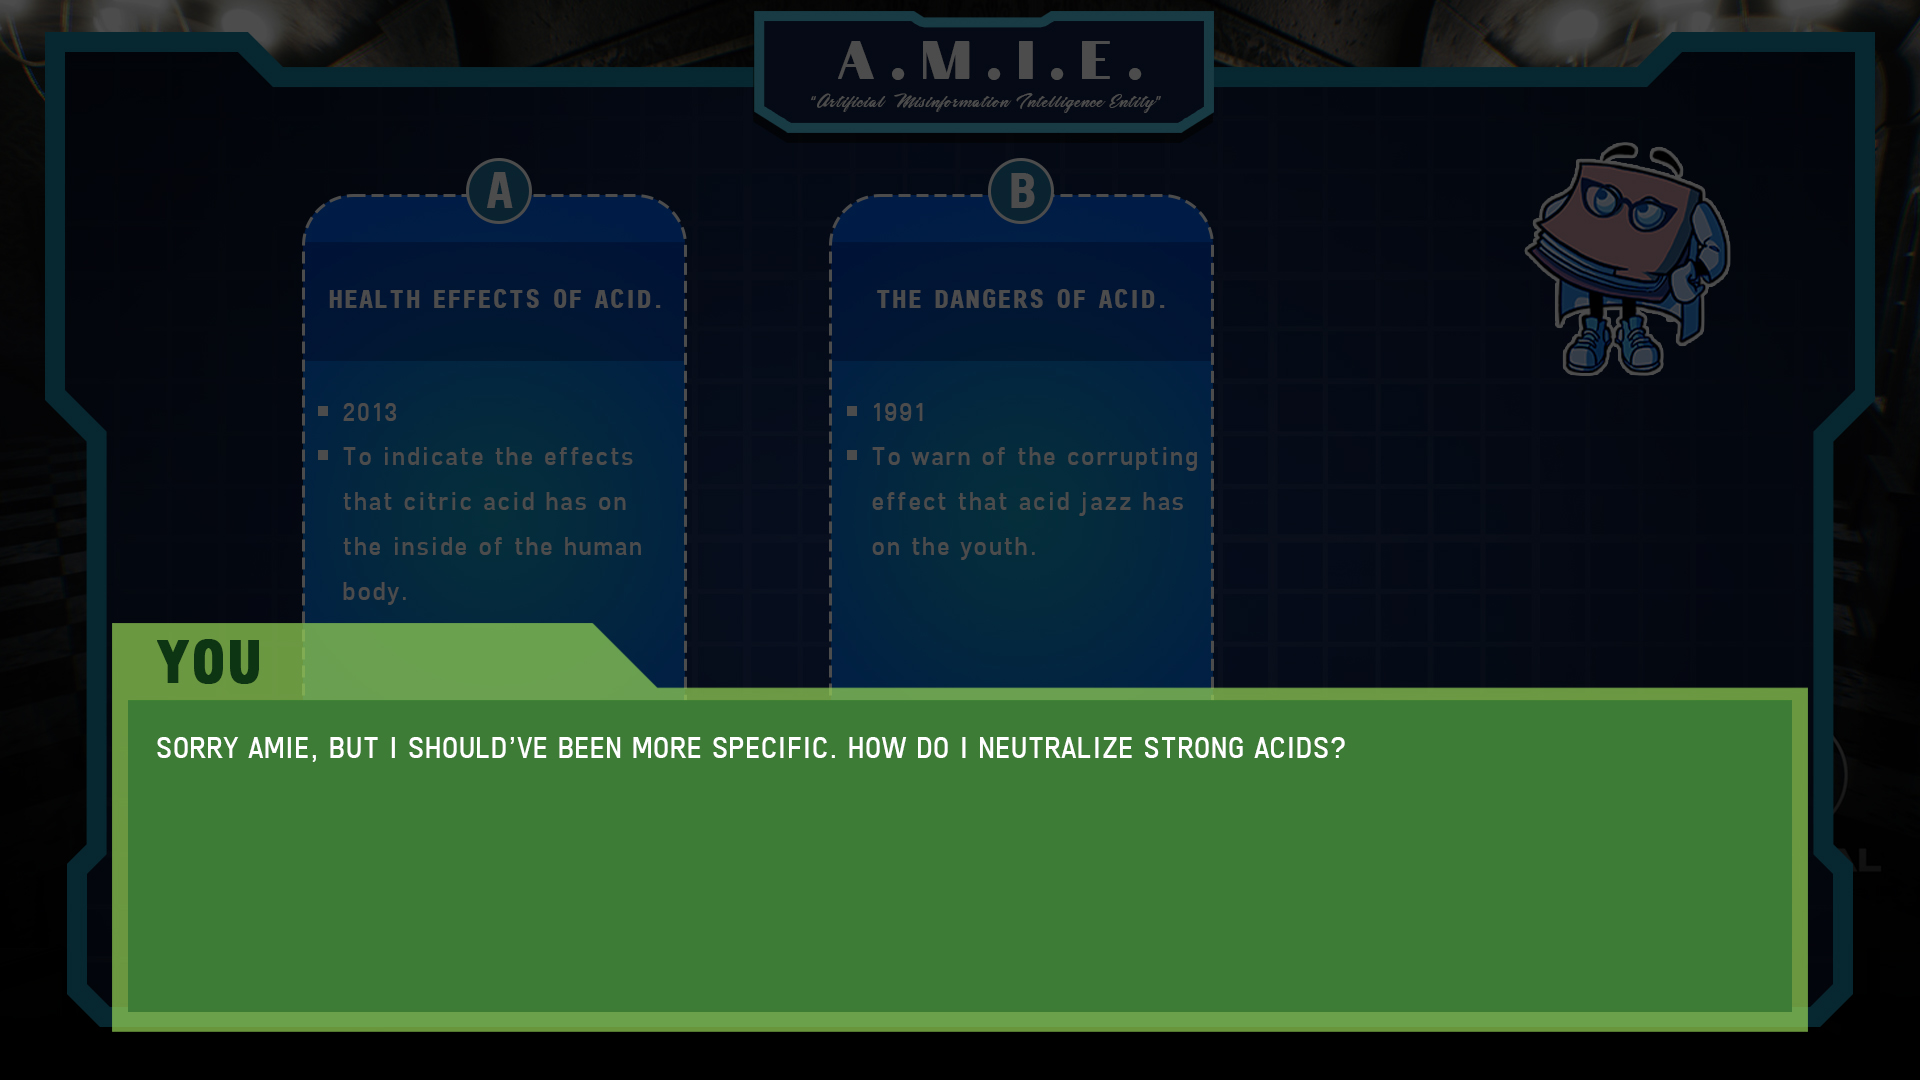 A.M.I.E.
"Artificial Misinformation Intelligence Entity"
A
B
HEALTH EFFECTS OF ACID.
THE DANGERS OF ACID.
2013
To indicate the effects
that citric acid has on
the inside of the human
body.
1991
To warn of the corrupting
effect that acid jazz has
on the youth.
YOU
SORRY AMIE, BUT I SHOULD'VE BEEN MORE SPECIFIC. HOW DO I NEUTRALIZE STRONG ACIDS?